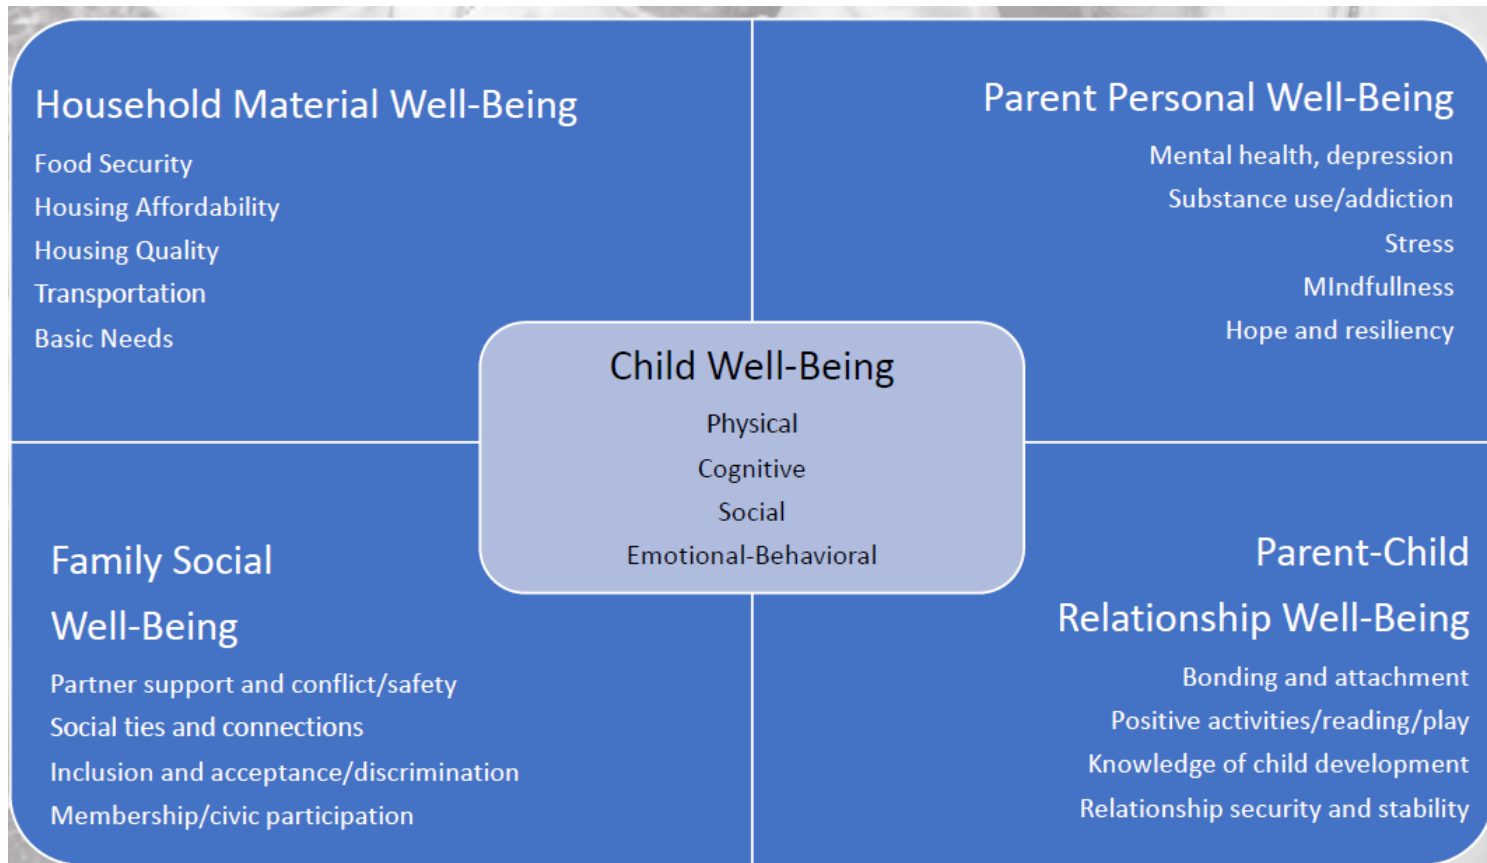 Household Material Well-Being
Food Security
Housing Affordability
Housing Quality
Transportation
Basic Needs
Parent Personal Well-Being
Mental health, depression
Substance use/addiction
Stress
MIndfullness
Hope and resiliency
Child Well-Being
Physical
Cognitive
Social
Emotional-Behavioral
Family Social
Well-Being
Partner support and conflict/safety
Social ties and connections
Inclusion and acceptance/discrimination
Membership/civic participation
Parent-Child
Relationship Well-Being
Bonding and attachment
Positive activities/reading/play
Knowledge of child development
Relationship security and stability